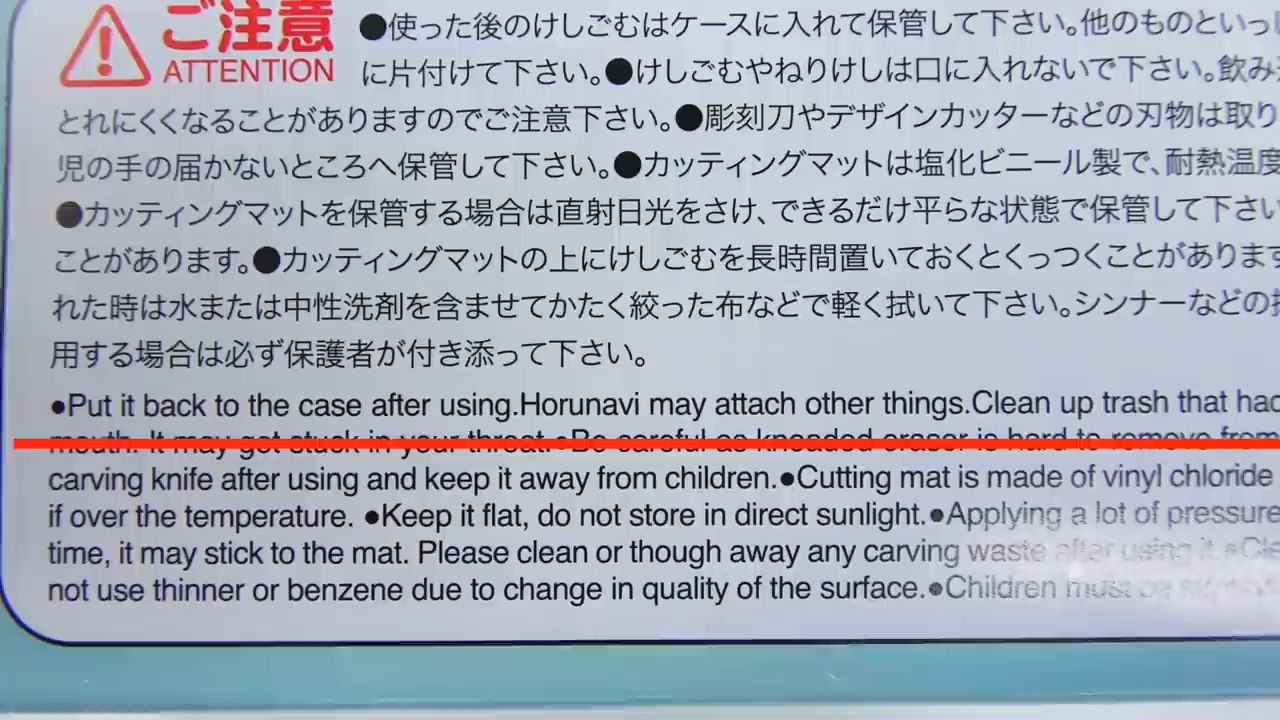 ご注意
ATTENTION
●使った後のけしごむはケースに入れて保管して下さい。他のものといっ
に片付けて下さい。●けしごむやねりけしは口に入れないで下さい。飲み
とれにくくなることがありますのでご注意下さい。●彫刻刀やデザインカッターなどの刃物は取り
児の手の届かないところへ保管して下さい。●カッティングマットは塩化ビニール製で、耐熱温度
●カッティングマットを保管する場合は直射日光をさけ、できるだけ平らな状態で保管して下さい
ことがあります。●カッティングマットの上にけしごむを長時間置いておくとくっつくことがあります
れた時は水または中性洗剤を含ませてかたく絞った布などで軽く拭いて下さい。シンナーなどの
用する場合は必ず保護者が付き添って下さい。
●Put it back to the case after using.Horunavi may attach other things.Clean up trash that had
mouth. It may get stuck in your throat.●Be careful as kneaded eraser is hard to remove from
carving knife after using and keep it away from children.●Cutting mat is made of vinyl chloride
if over the temperature. ●Keep it flat, do not store in direct sunlight.●Applying a lot of pressure
time, it may stick to the mat. Please clean or though away any carving waste after using it.●Cle
not use thinner or benzene due to change in quality of the surface.●Children must be